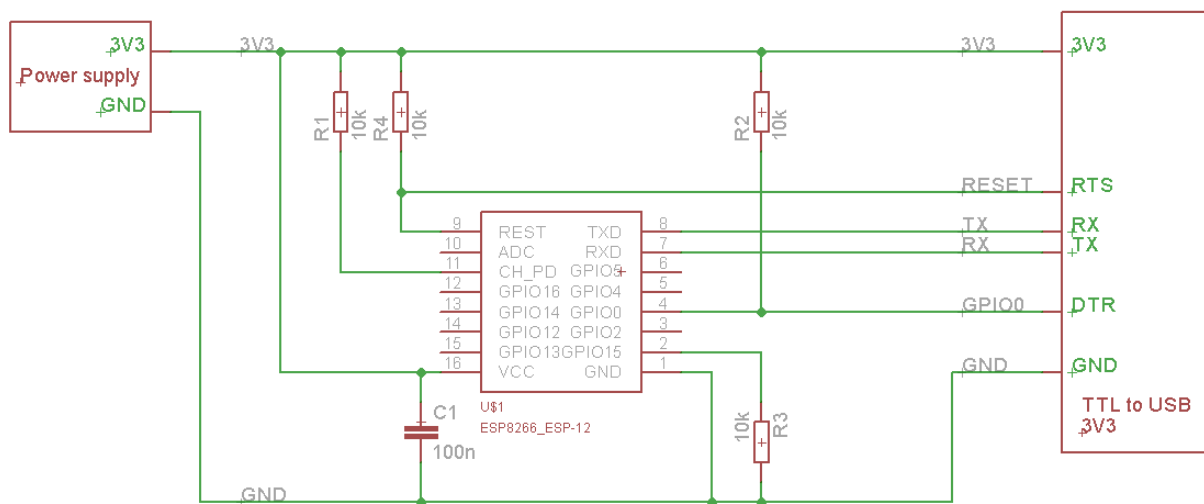 3V3
Power supply
GND
3V3
3V3
3V3
R1
10k
R4
10k
R2
10k
RESET
RTS
TX
RX
RX
TX
9
REST
TXD
8
10
ADC
RXD
7
11
CH_PD
GPIO5
6
12
GPIO16
GPIO4
5
13
GPIO14
GPIO0
4
GPIO0
DTR
14
GPIO12
GPIO2
3
15
GPIO13
GPIO15
2
16
VCC
GND
1
GND
GND
U$1
ESP8266_ESP-12
C1
100n
10k
R3
TTL to USB
3V3
GND